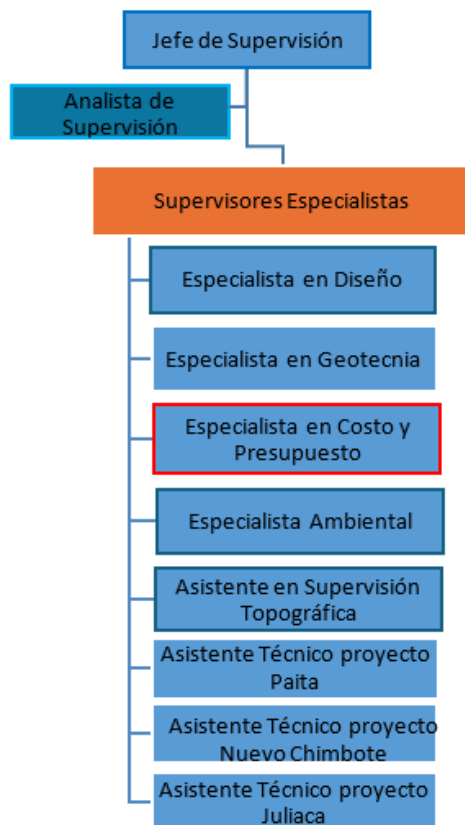 Jefe de Supervisión
Analista de
Supervisión
Supervisores Especialistas
Especialista en Diseño
Especialista en Geotecnia
Especialista en Costo y
Presupuesto
Especialista Ambiental
Asistente en Supervisión
Topográfica
Asistente Técnico proyecto
Paita
Asistente Técnico proyecto
Nuevo Chimbote
Asistente Técnico proyecto
Juliaca